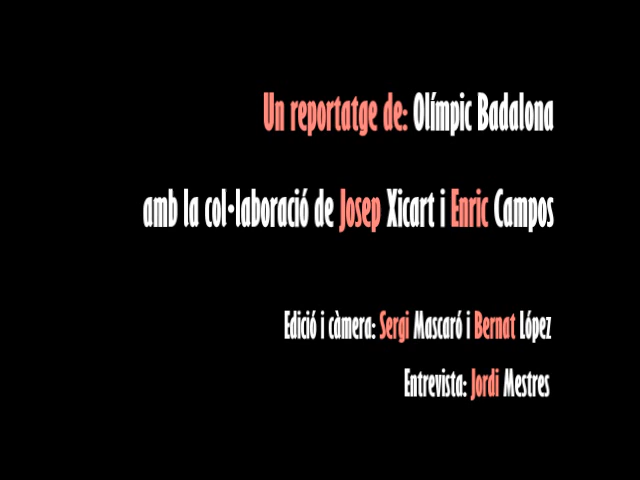 Un reportatge de: Olímpic Badalona
amb la col·laboració de Josep Xicart i Enric Campos
Edició i càmera: Sergi Mascaró i Bernat López
Entrevista: Jordi Mestres